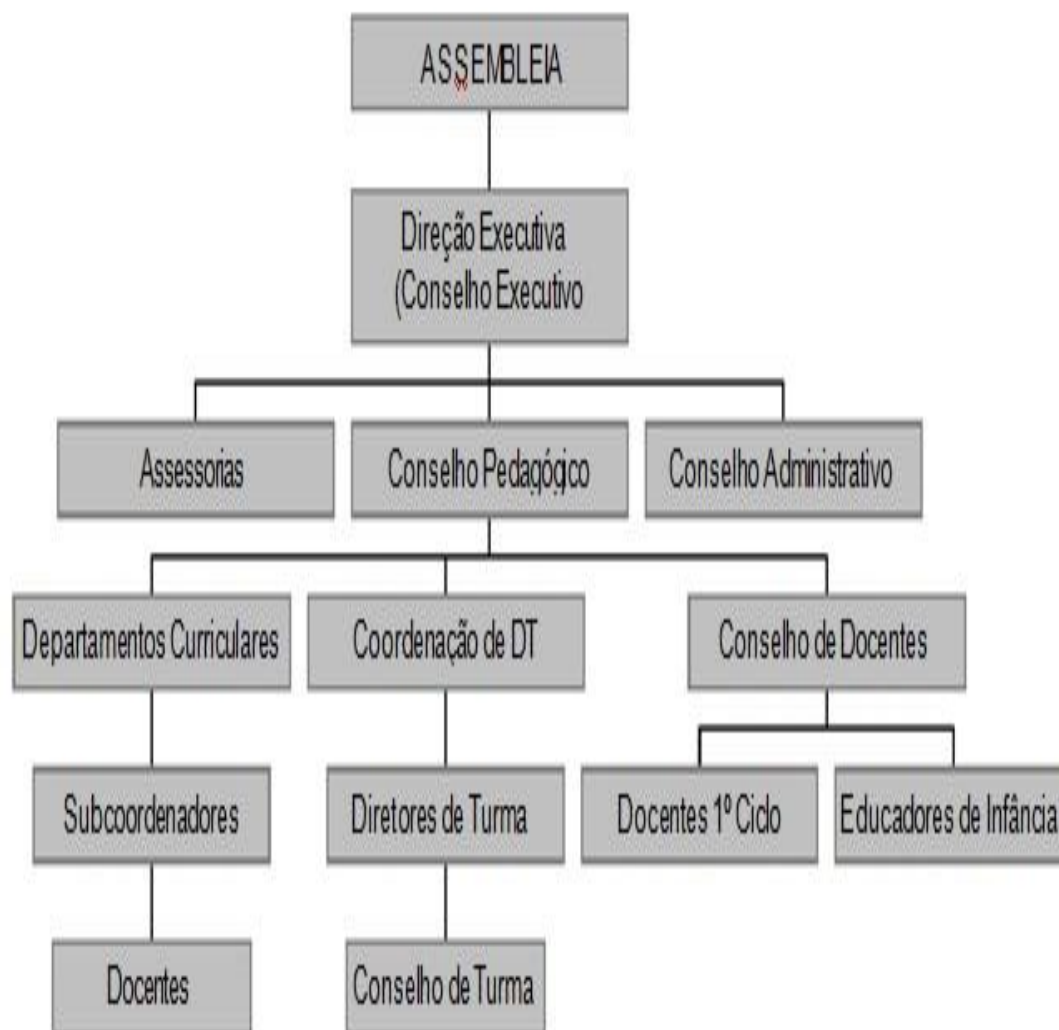 ASSEMBLEIA
Direção Executiva
(Conselho Executivo
Assessorias
Conselho Pedagógico
Conselho Administrativo
Departamentos Curriculares
Coordenação de DT
Conselho de Docentes
Subcoordenadores
Diretores de Turma
Docentes 1º Ciclo
Educadores de Infância
Docentes
Conselho de Turma